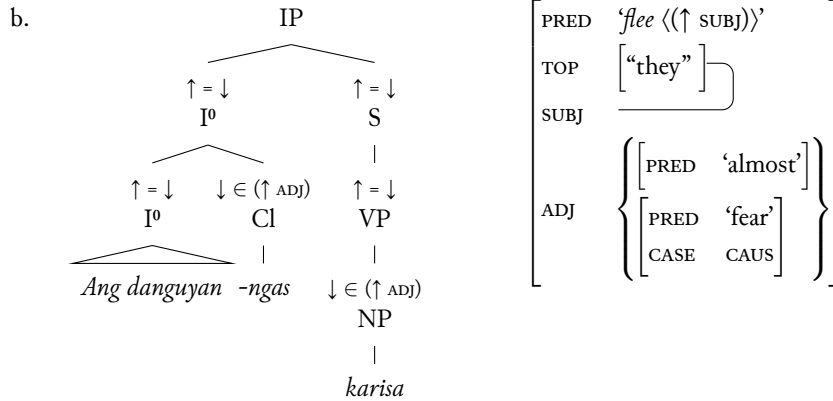 b.
IP
↑ = ↓ ↑ = ↓
I⁰ S
↑ = ↓ ↓ ∈ (↑ ADJ) ↑ = ↓
I⁰ Cl VP
Ang danguyan -ngas ↓ ∈ (↑ ADJ)
NP
karisa
PRED ‘flee ⟨(↑ SUBJ)⟩’
TOP [“they”]
SUBJ
ADJ
PRED ‘almost’
PRED ‘fear’
CASE CAUS